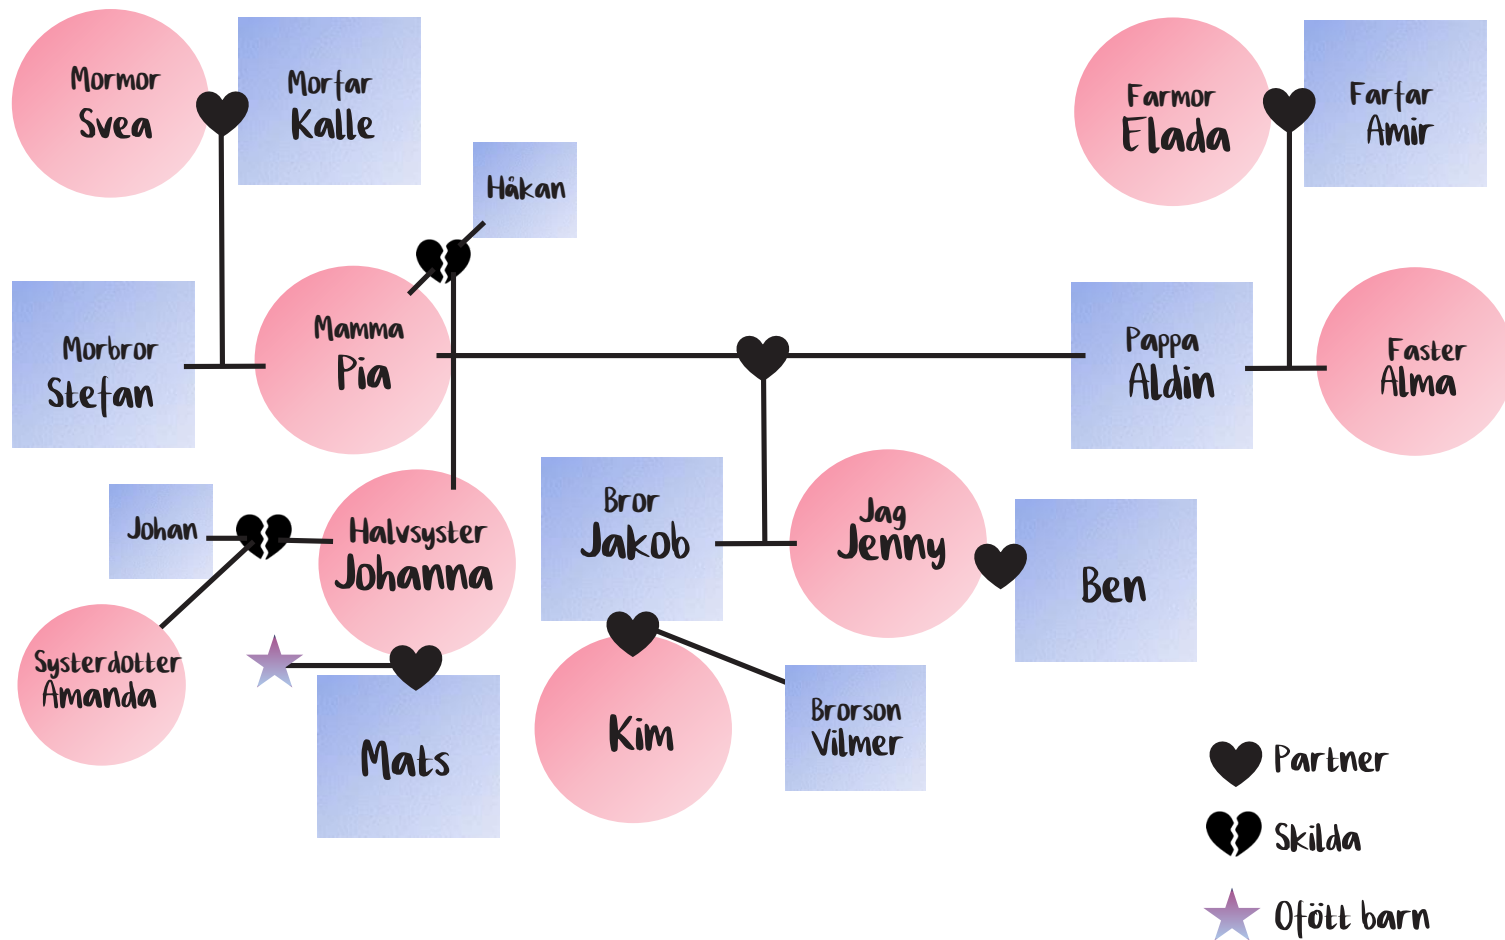 Mormor
Svea
Morfar
Kalle
Farmor
Elada
Farfar
Amir
Håkan
Morbror
Stefan
Mamma
Pia
Pappa
Aldin
Faster
Alma
Johan
Halvsyster
Johanna
Bror
Jakob
Jag
Jenny
Ben
Systerdotter
Amanda
Mats
Kim
Brorson
Vilmer
Partner
Skilda
Ofött barn